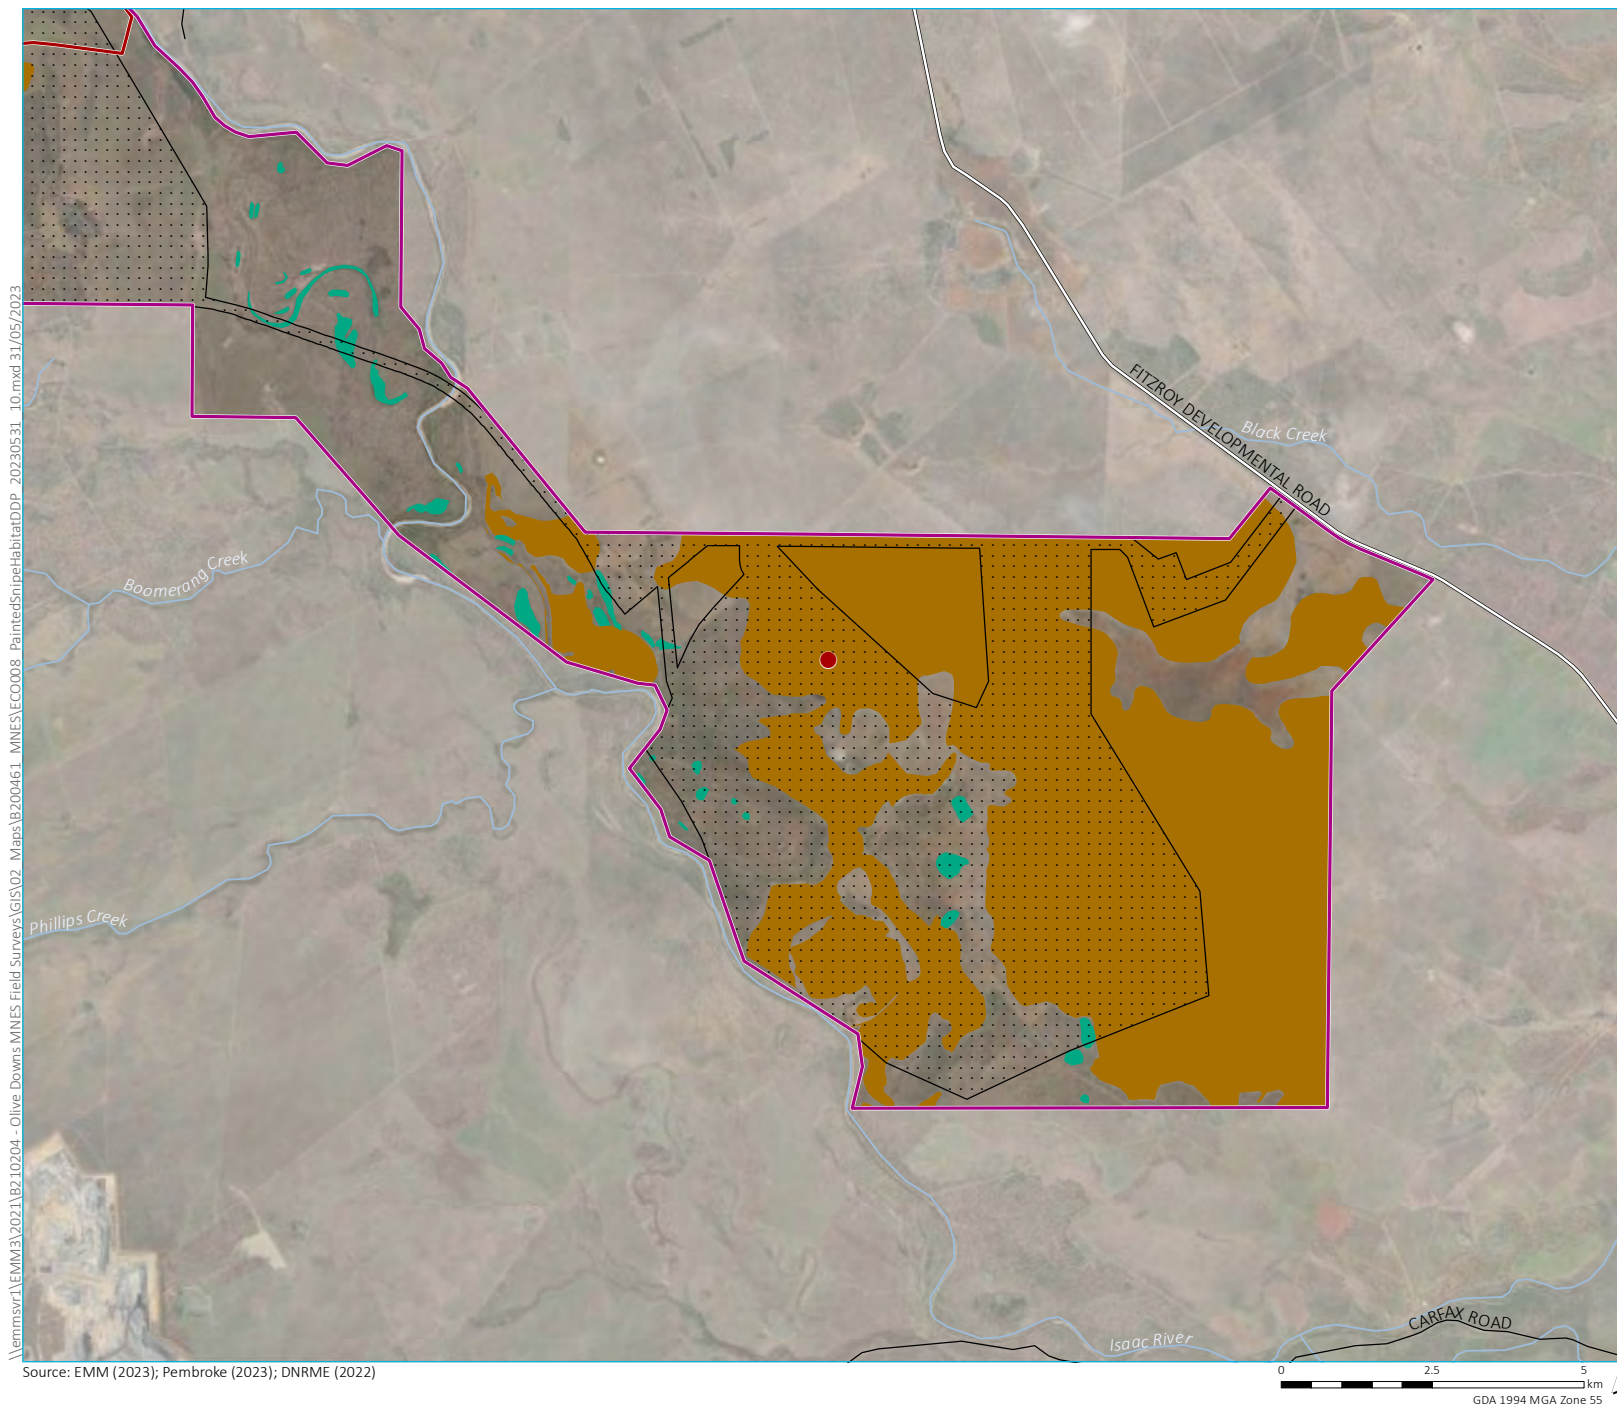 \\emmsvr1\EMM3\2021\B210204 - Olive Downs MNES Field Surveys\GIS\02_Maps\B200461_MNES\ECO008_PaintedSnipeHabitatDDP_20230531_10.mxd 31/05/2023
FITZROY DEVELOPMENTAL ROAD
Black Creek
Boomerang Creek
Phillips Creek
Isaac River
CARFAX ROAD
Source: EMM (2023); Pembroke (2023); DNRME (2022)
0 2.5 5
km
GDA 1994 MGA Zone 55